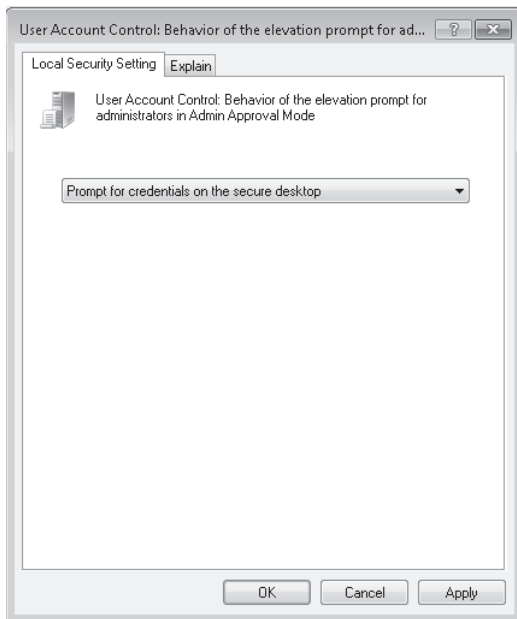 User Account Control: Behavior of the elevation prompt for ad...
Local Security Setting
Explain
User Account Control: Behavior of the elevation prompt for
administrators in Admin Approval Mode
Prompt for credentials on the secure desktop
OK
Cancel
Apply